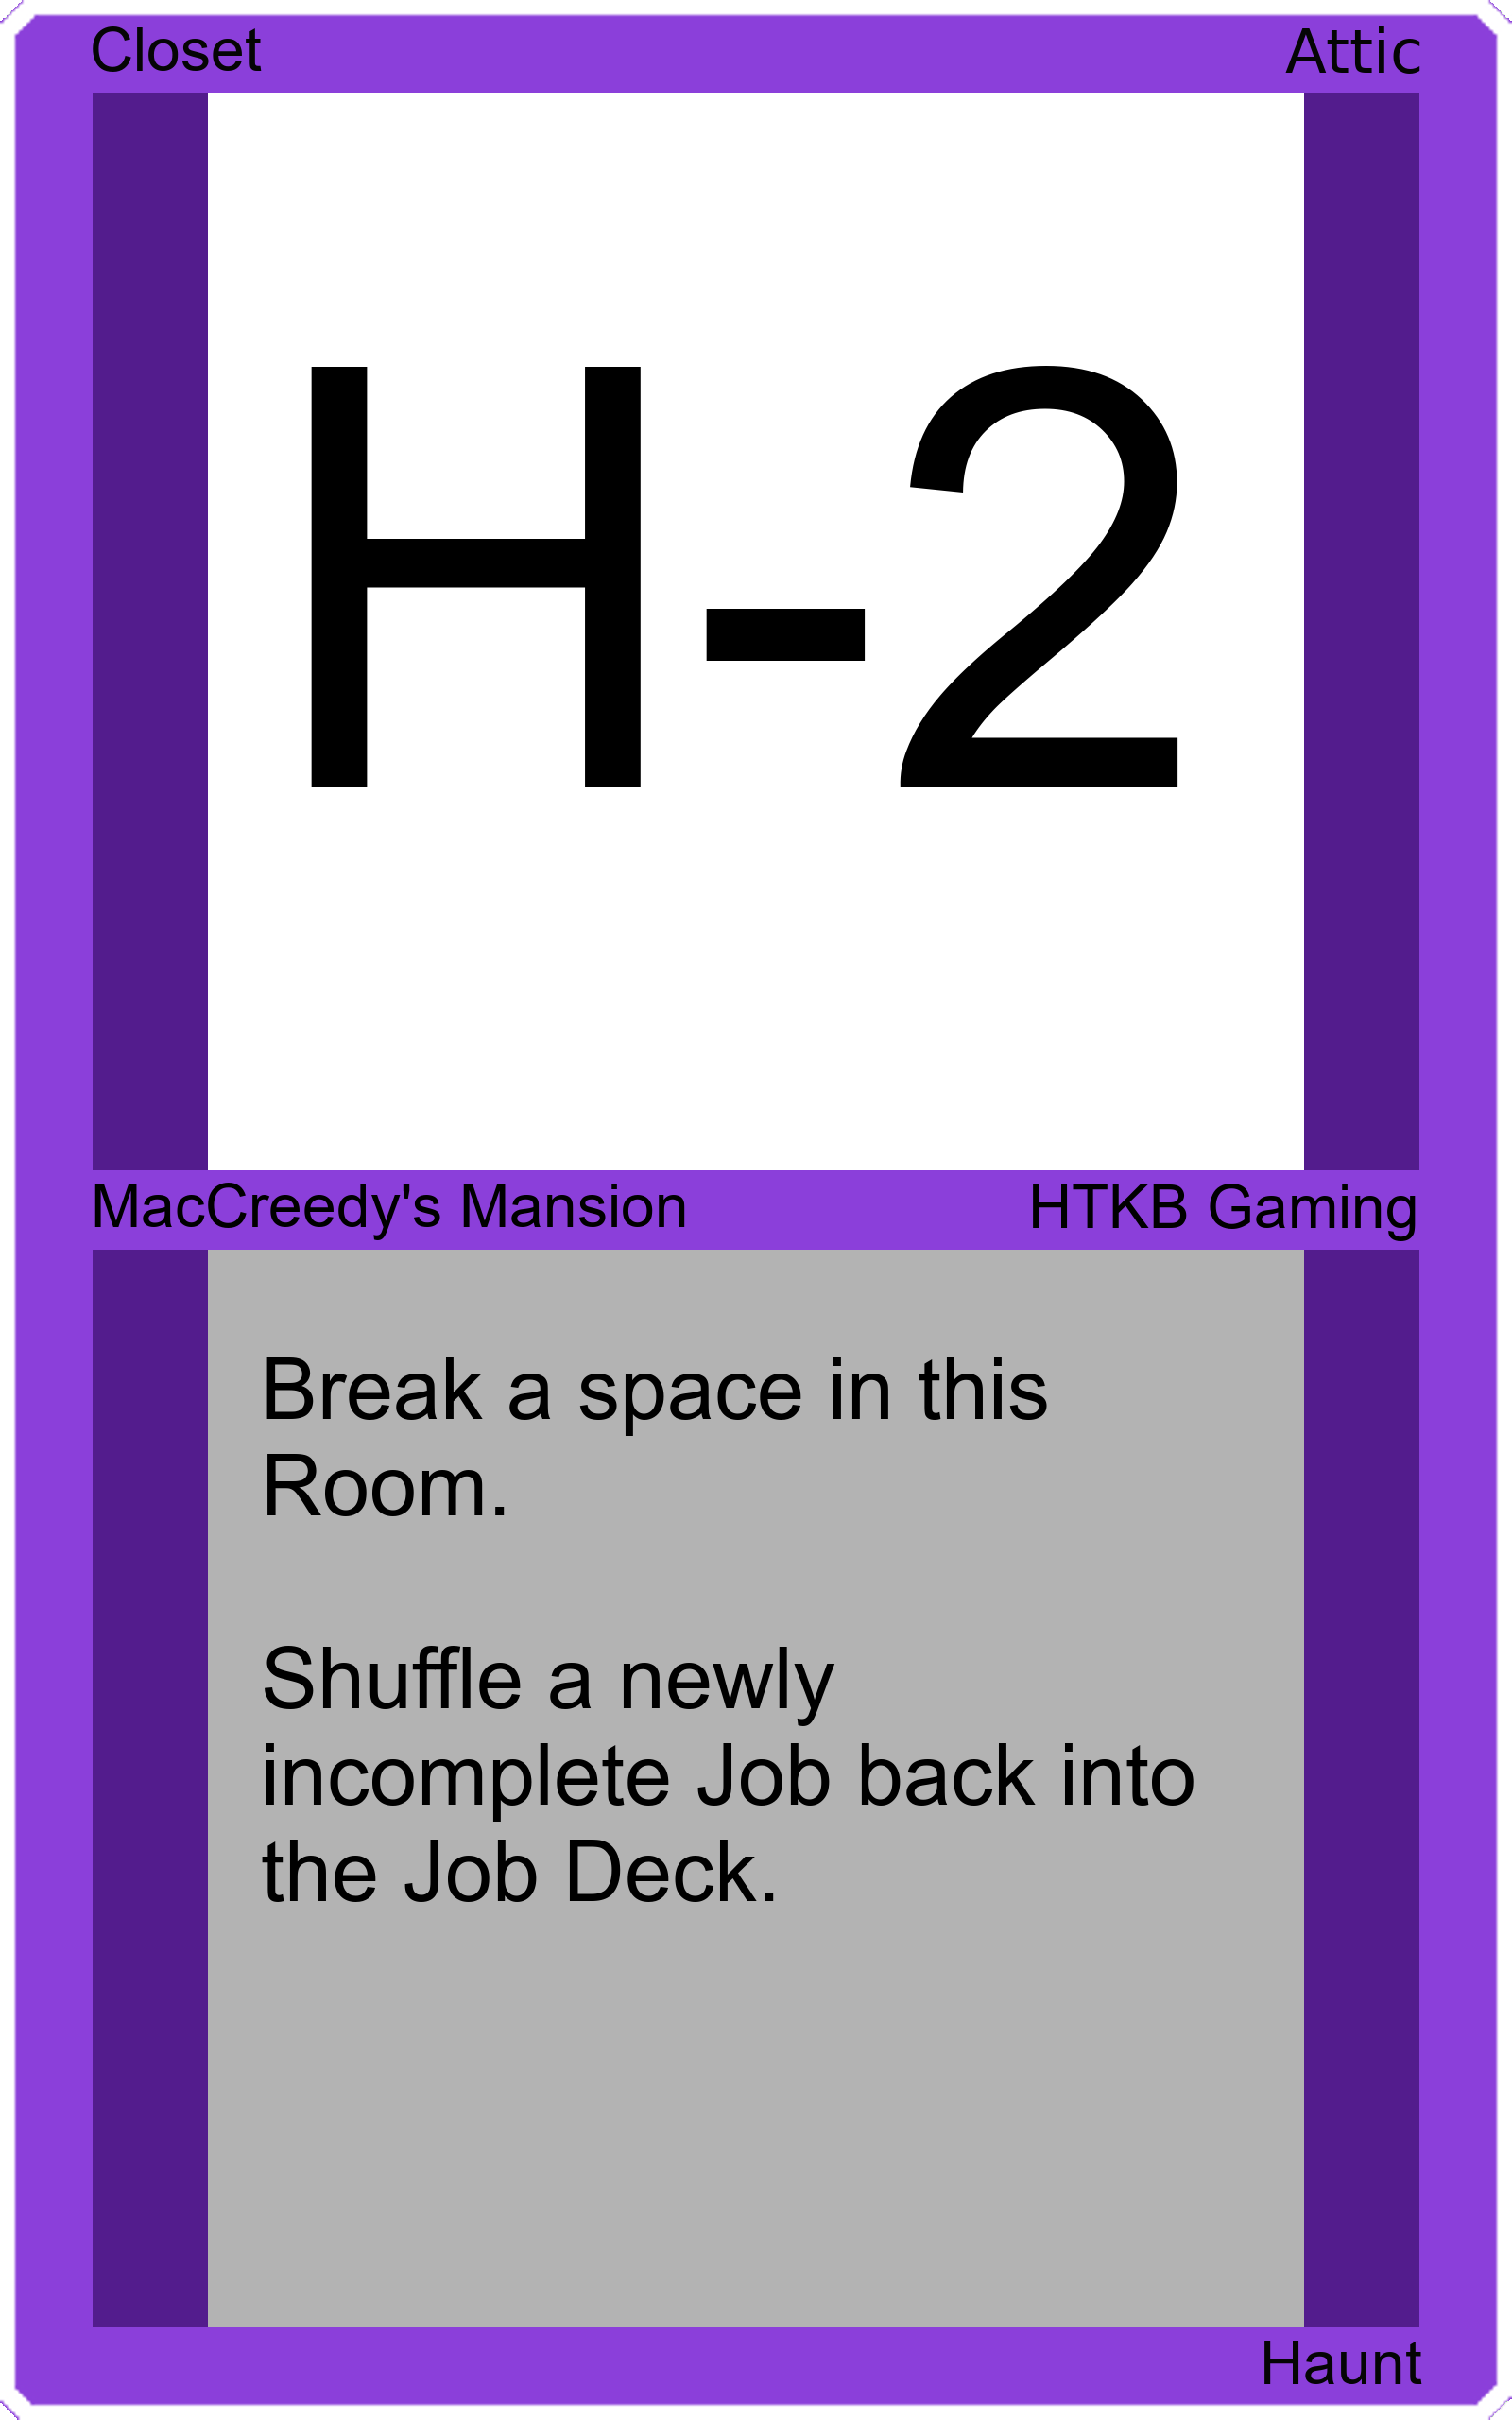 Closet Attic
H-2
MacCreedy's Mansion HTKB Gaming
Break a space in this
Room.
Shuffle a newly
incomplete Job back into
the Job Deck.
Haunt